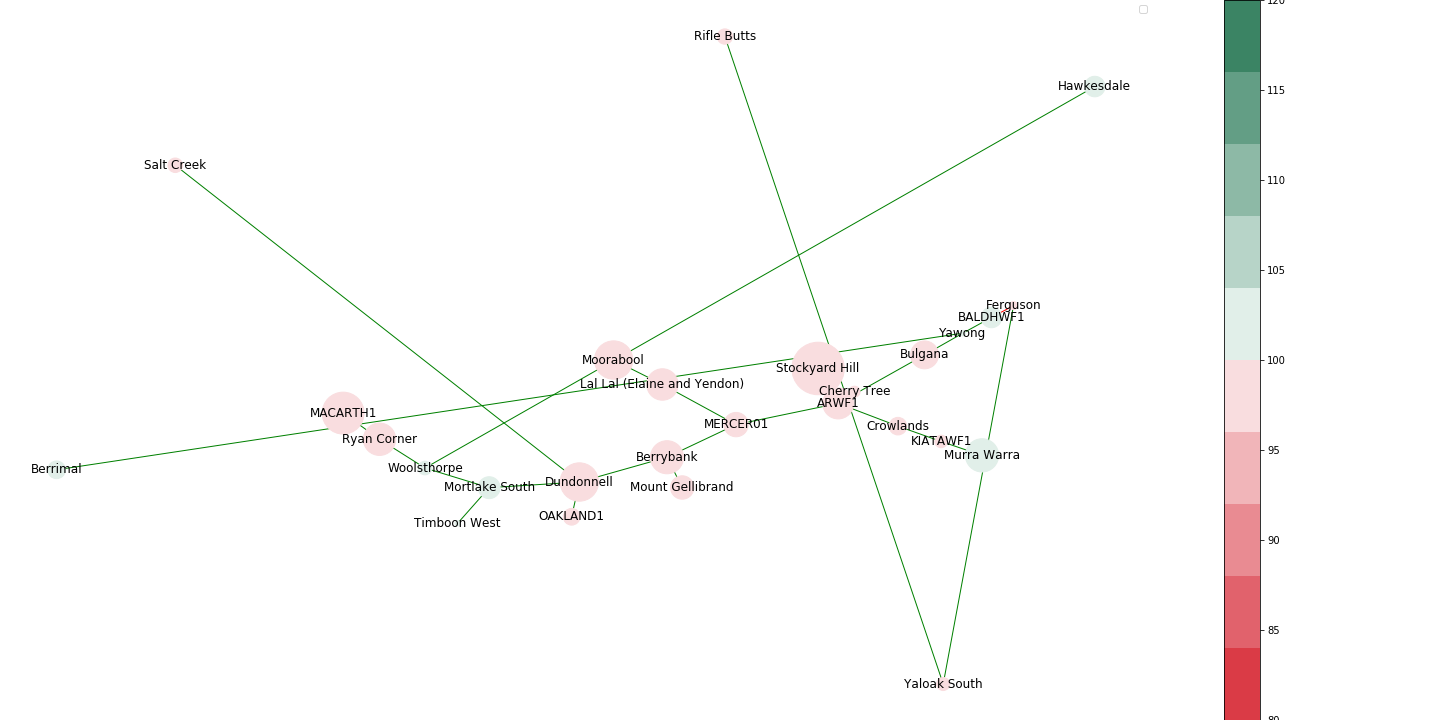 120
Rifle Butts
Hawkesdale
115
Salt Creek
110
105
Ferguson
BALDHWF1
Yawong
Bulgana
100
Moorabool
Stockyard Hill
Lal Lal (Elaine and Yendon)
Cherry Tree
ARWF1
MACARTH1
MERCER01
Crowlands
Ryan Corner
KIATAWF1
95
Berrybank
Murra Warra
Berrimal
Woolsthorpe
Dundonnell
Mortlake South
Mount Gellibrand
OAKLAND1
Timboon West
90
85
Yaloak South
80